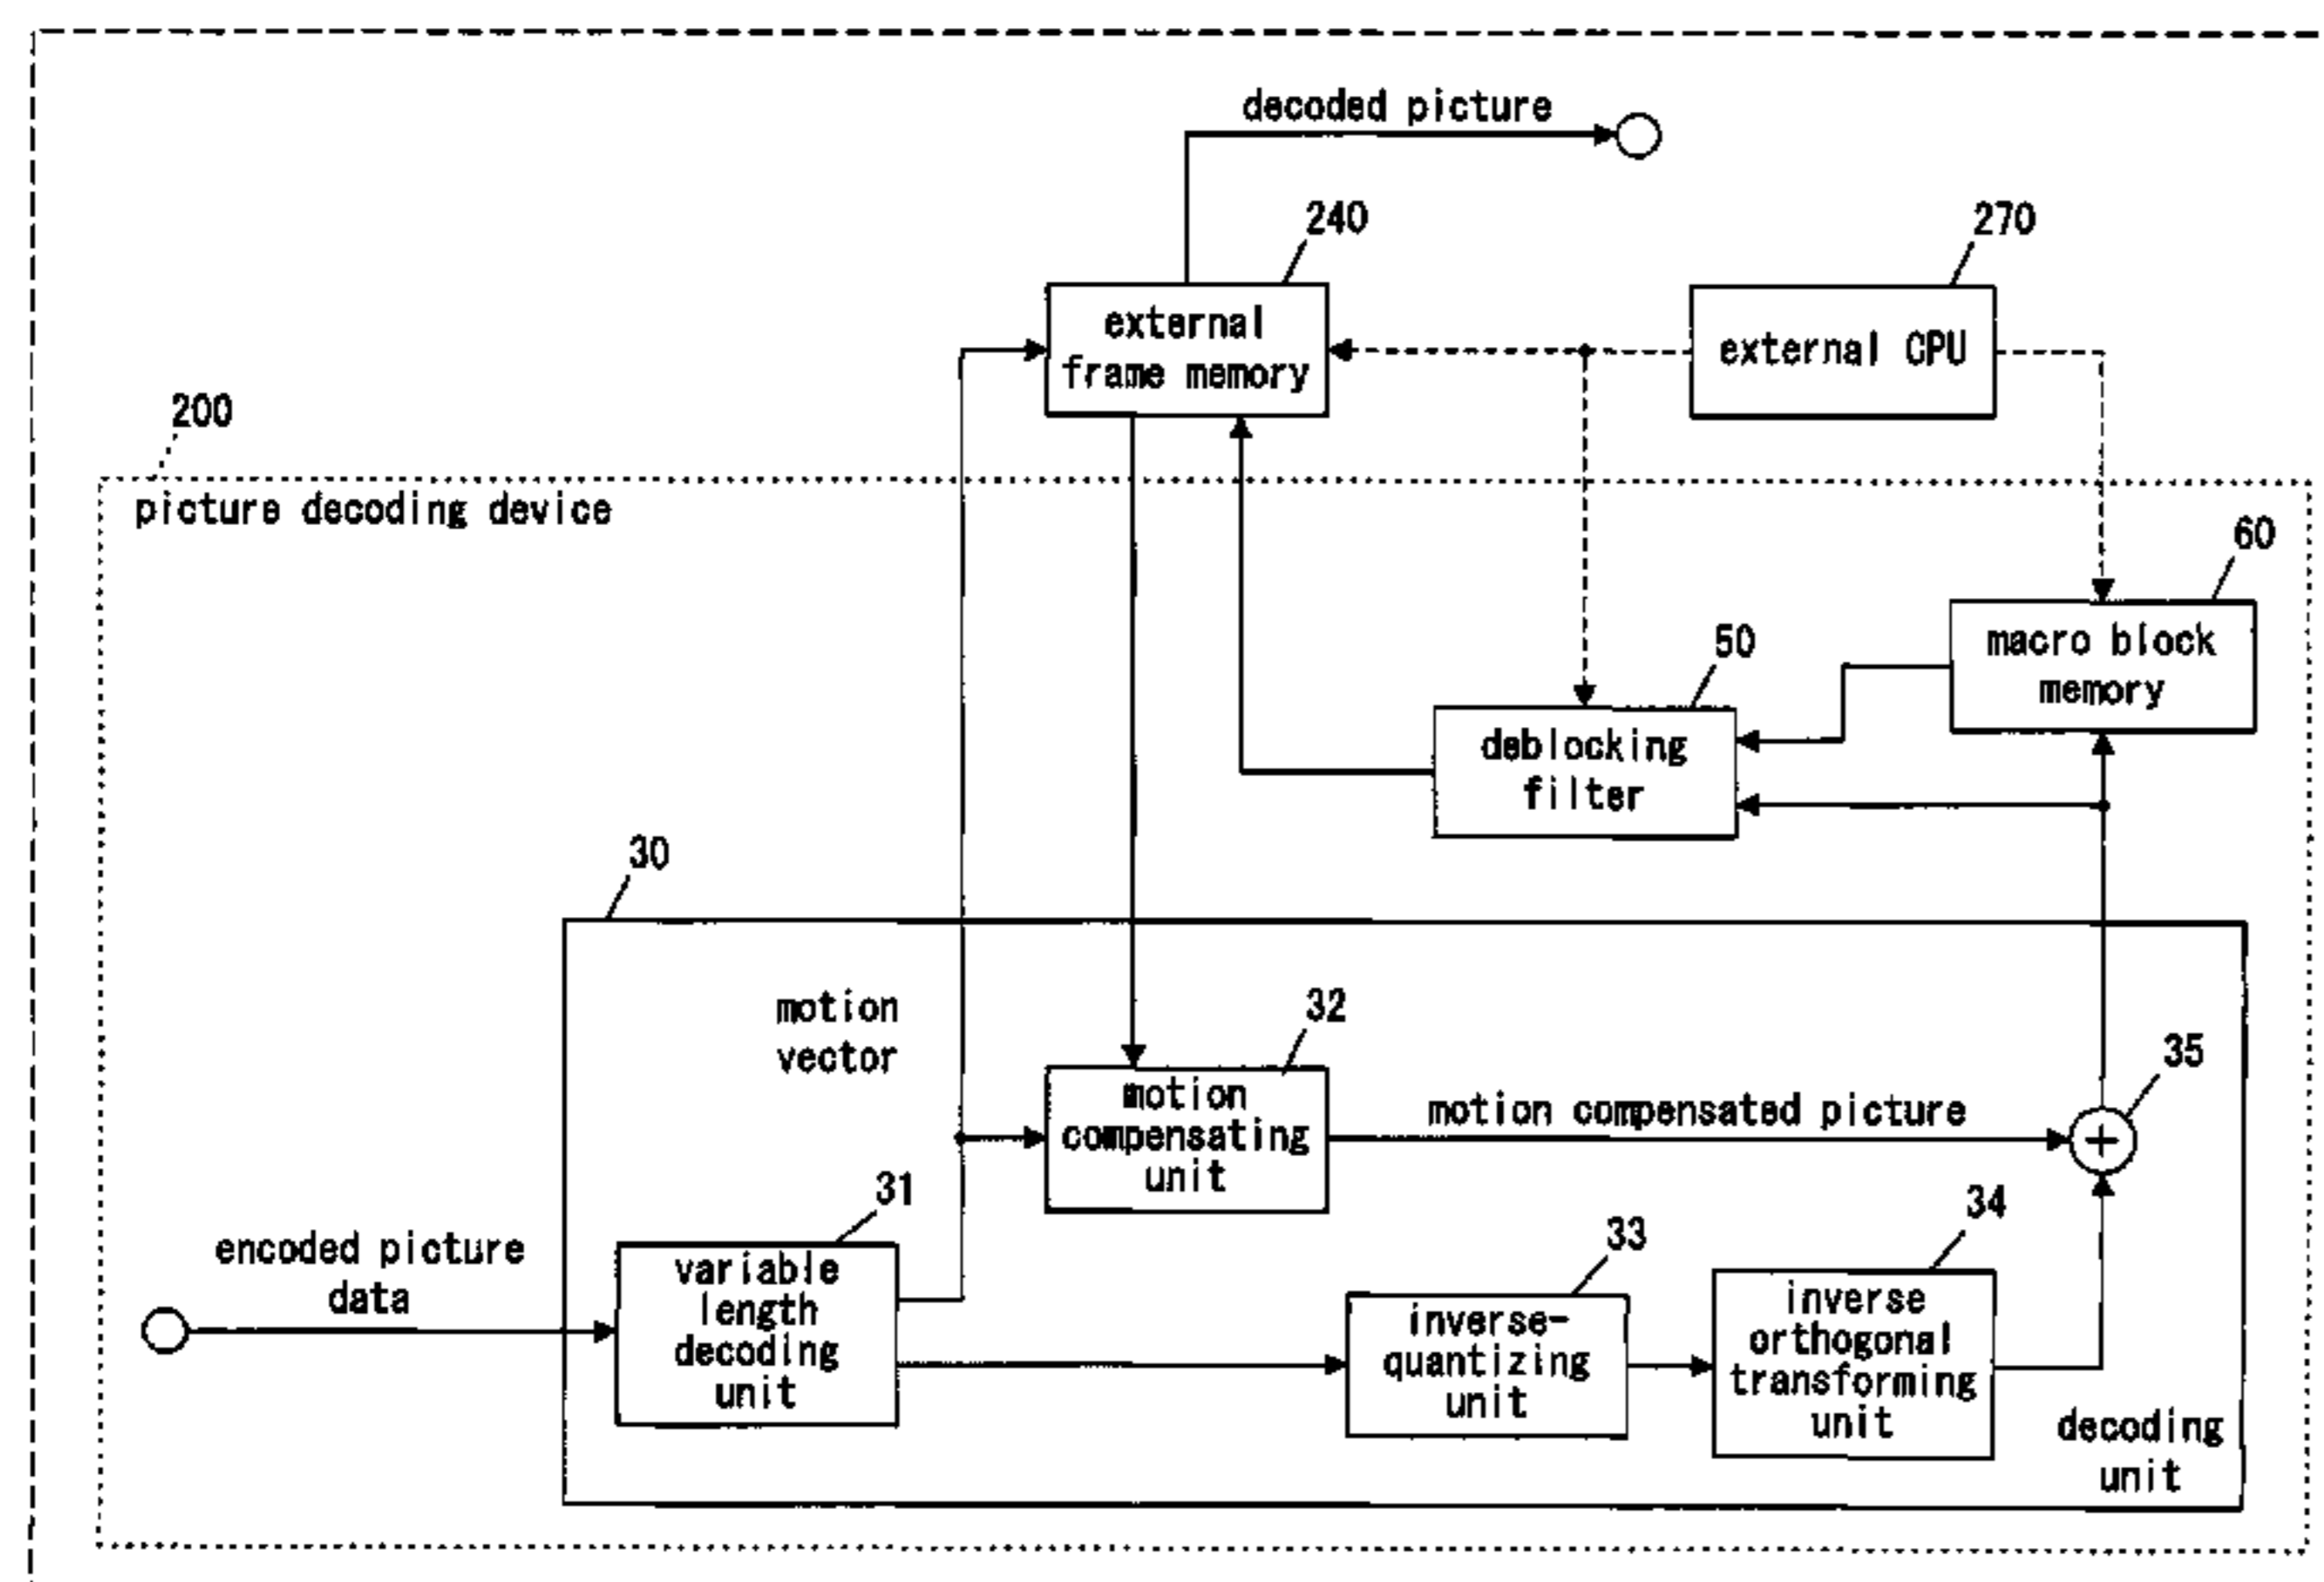 decoded picture
240
270
external
frame memory
external CPU
200
picture decoding device
60
macro block
memory
50
deblocking
filter
30
motion
vector
32
motion
compensating
unit
motion compensated picture
35
31
encoded picture
data
variable
length
decoding
unit
33
inverse-
quantizing
unit
34
inverse
orthogonal
transforming
unit
decoding
unit
+